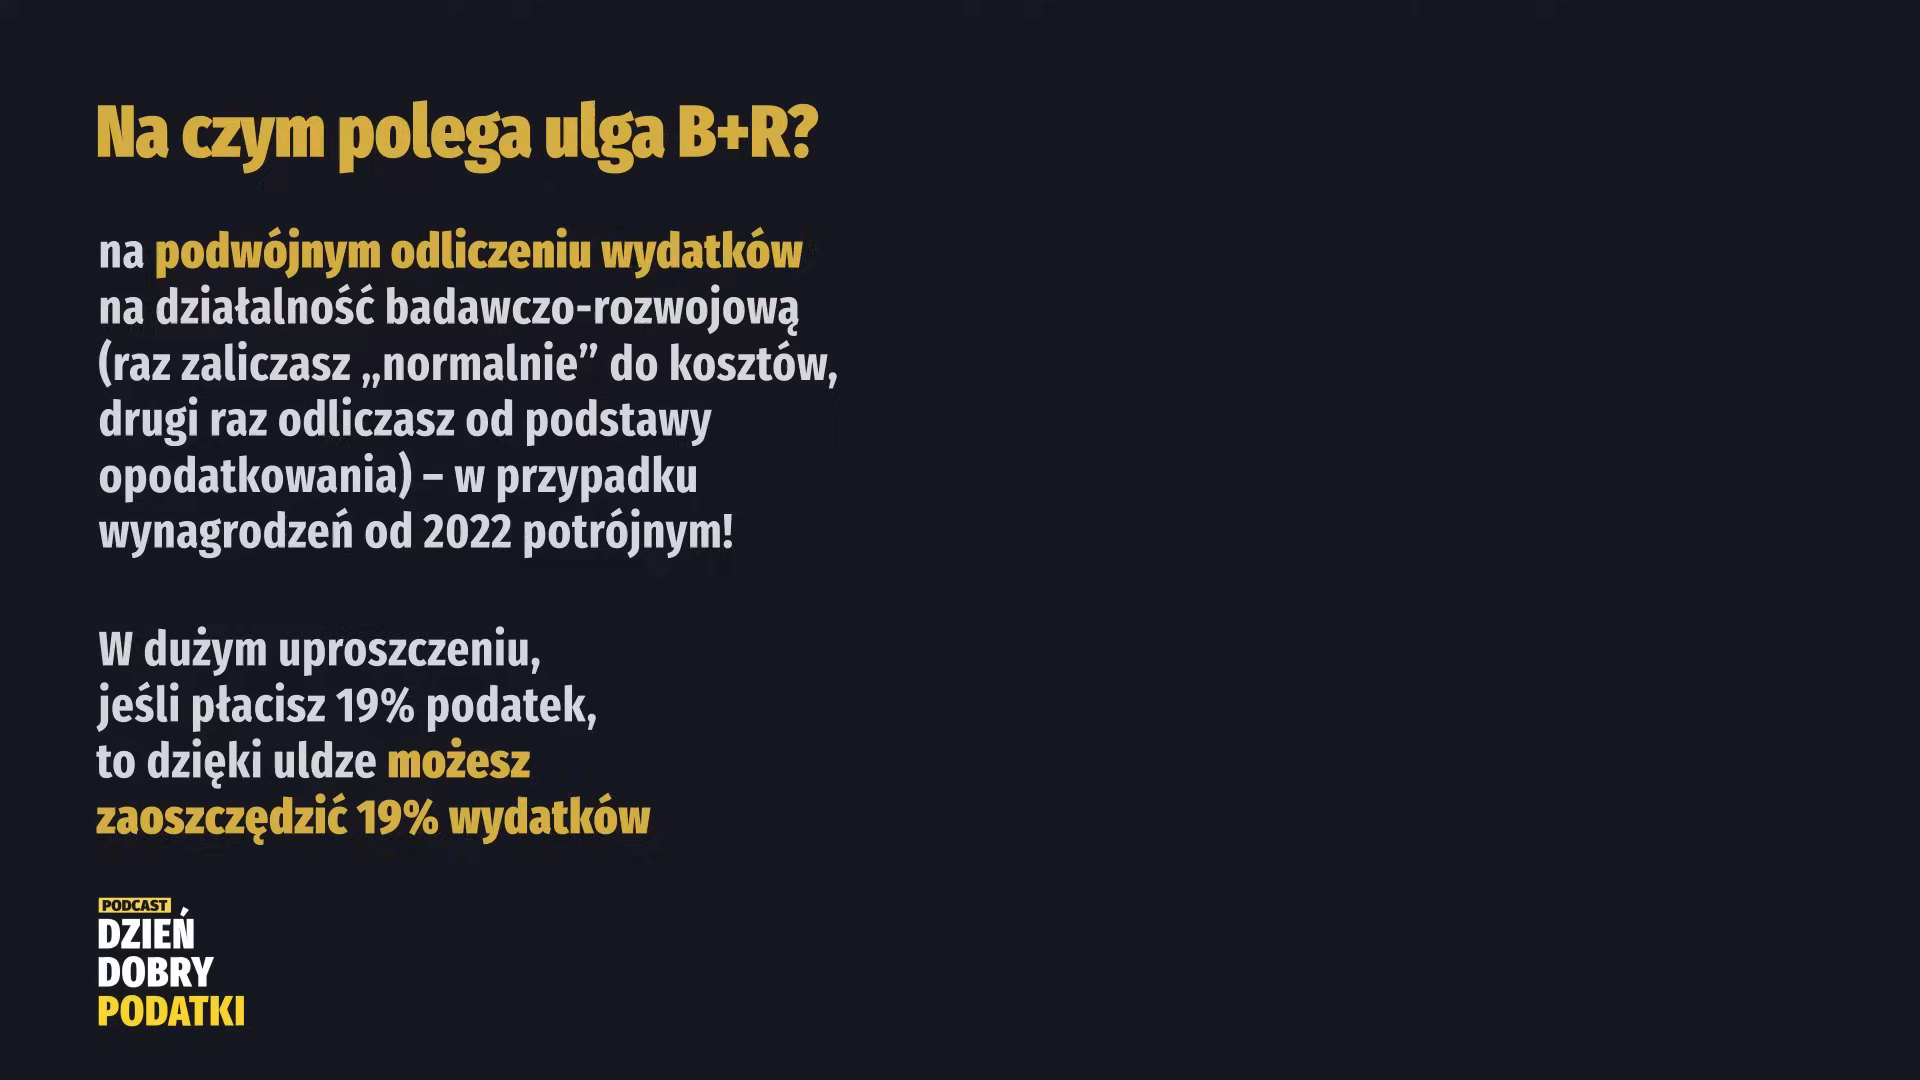 Na czym polega ulga B+R?
na podwójnym odliczeniu wydatków
na działalność badawczo-rozwojową
(raz zaliczasz „normalnie” do kosztów,
drugi raz odliczasz od podstawy
opodatkowania) – w przypadku
wynagrodzeń od 2022 potrójnym!
W dużym uproszczeniu,
jeśli płacisz 19% podatek,
to dzięki uldze możesz
zaoszczędzić 19% wydatków
PODCAST
DZIEŃ
DOBRY
PODATKI